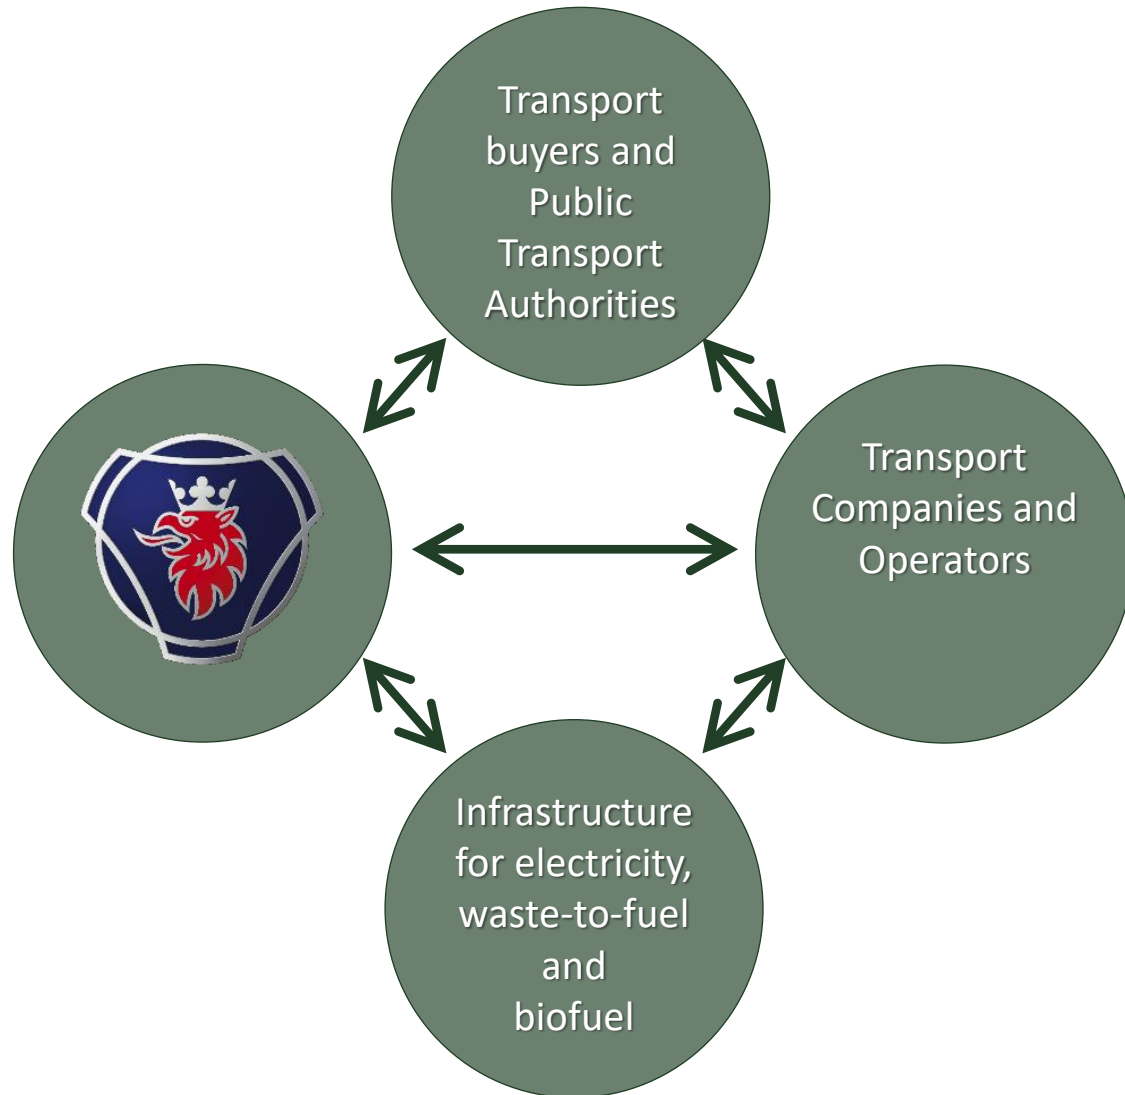 Transport
buyers and
Public
Transport
Authorities
Transport
Companies and
Operators
Infrastructure
for electricity,
waste-to-fuel
and
biofuel